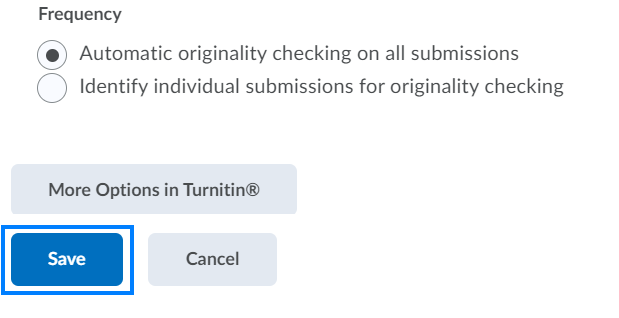 Frequency
Automatic originality checking on all submissions
Identify individual submissions for originality checking
More Options in Turnitin®
Save Cancel